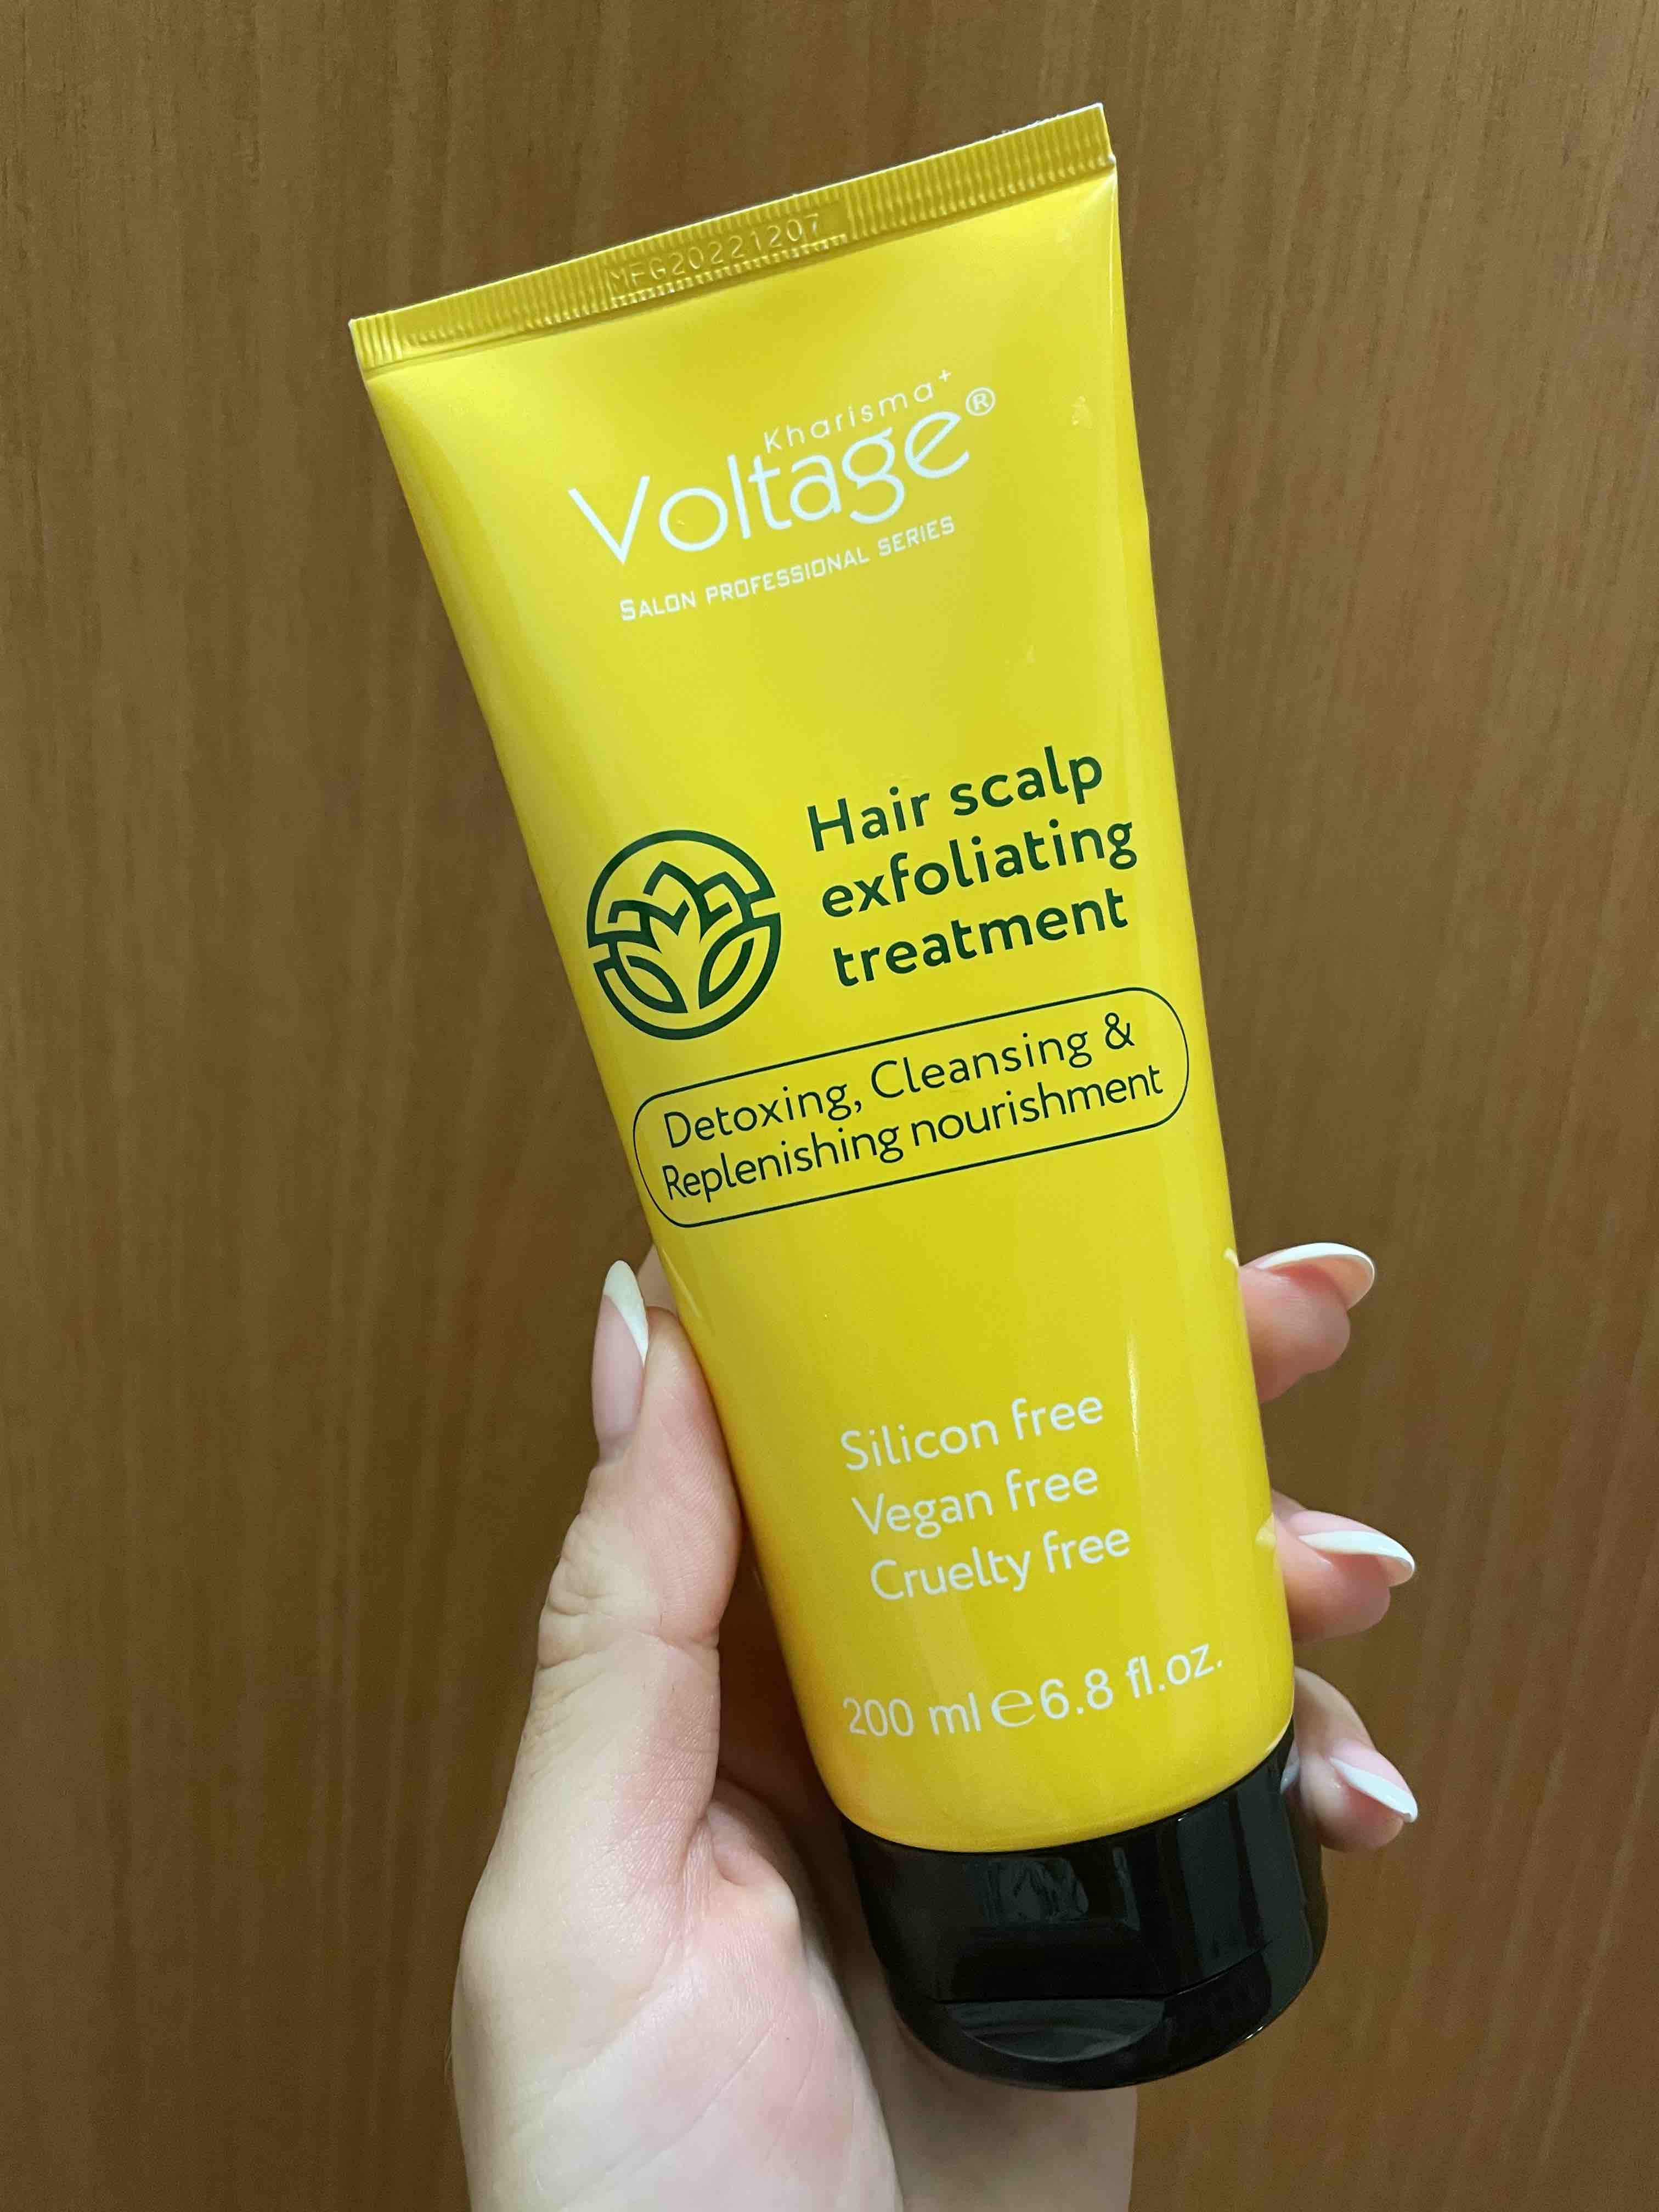 MFG20221207
Kharisma+
Voltage®
SALON PROFESSIONAL SERIES
Hair scalp
exfoliating
treatment
Detoxing, Cleansing &
Replenishing nourishment
Silicon free
Vegan free
Cruelty free
200 ml ℮ 6.8 fl.oz.